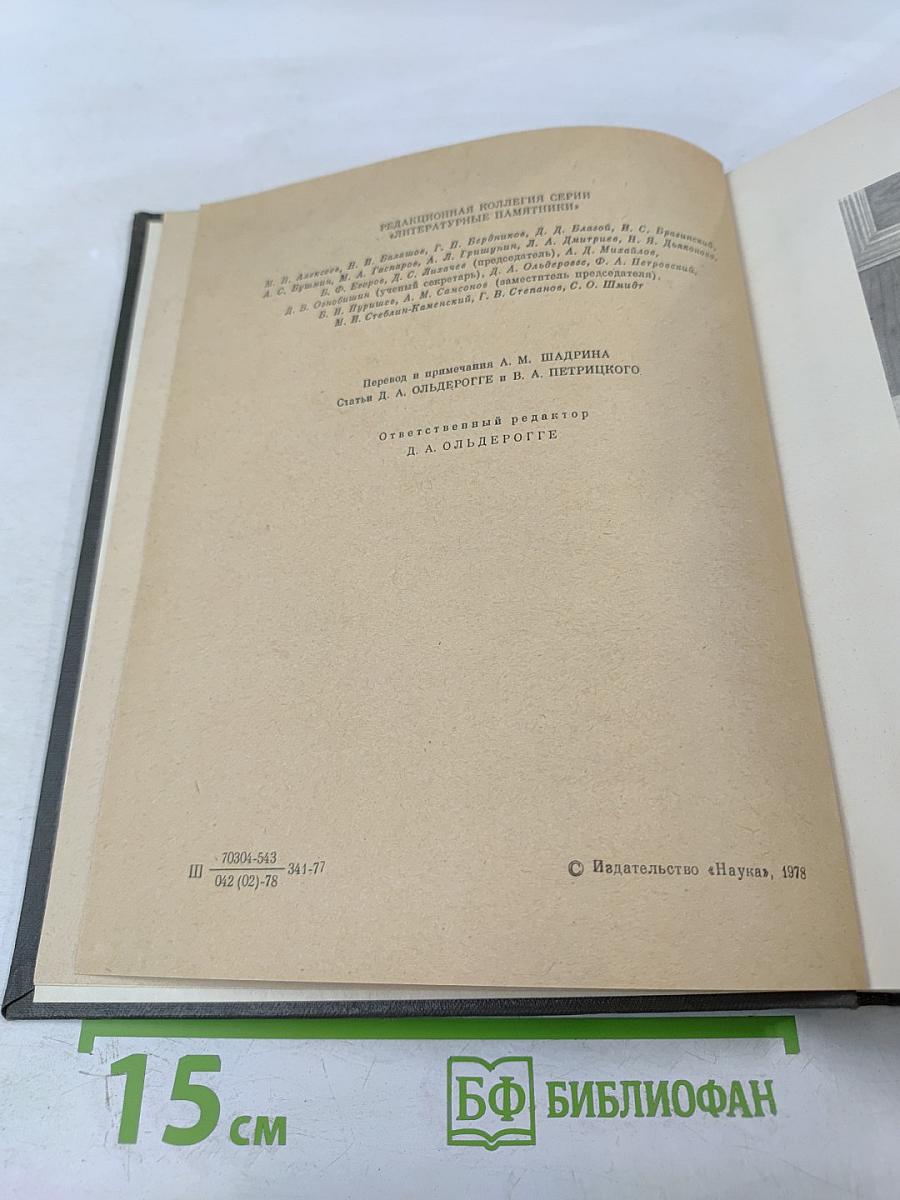 РЕДАКЦИОННАЯ КОЛЛЕГИЯ СЕРИИ
«ЛИТЕРАТУРНЫЕ ПАМЯТНИКИ»
М. П. Алексеев, Н. И. Балашов, Г. П. Бердников, Д. Д. Благой, И. С. Брагинский,
А. С. Бушмин, М. Л. Гаспаров, А. Л. Гришунин, Л. А. Дмитриев, Н. Я. Дьяконова,
Б. Ф. Егоров, Д. С. Лихачев (председатель), А. Д. Михайлов,
Д. В. Ознобишин (ученый секретарь), Д. А. Ольдерогге, Ф. А. Петровский,
Б. И. Пуришев, А. М. Самсонов (заместитель председателя),
М. И. Стеблин-Каменский, Г. В. Степанов, С. О. Шмидт
Перевод и примечания А. М. ШАДРИНА
Статьи Д. А. ОЛЬДЕРОГГЕ и В. А. ПЕТРИЦКОГО
Ответственный редактор
Д. А. ОЛЬДЕРОГГЕ
70304-543
Ш 341-77
042 (02)-78
© Издательство «Наука», 1978
15 см
БФ БИБЛИОФАН